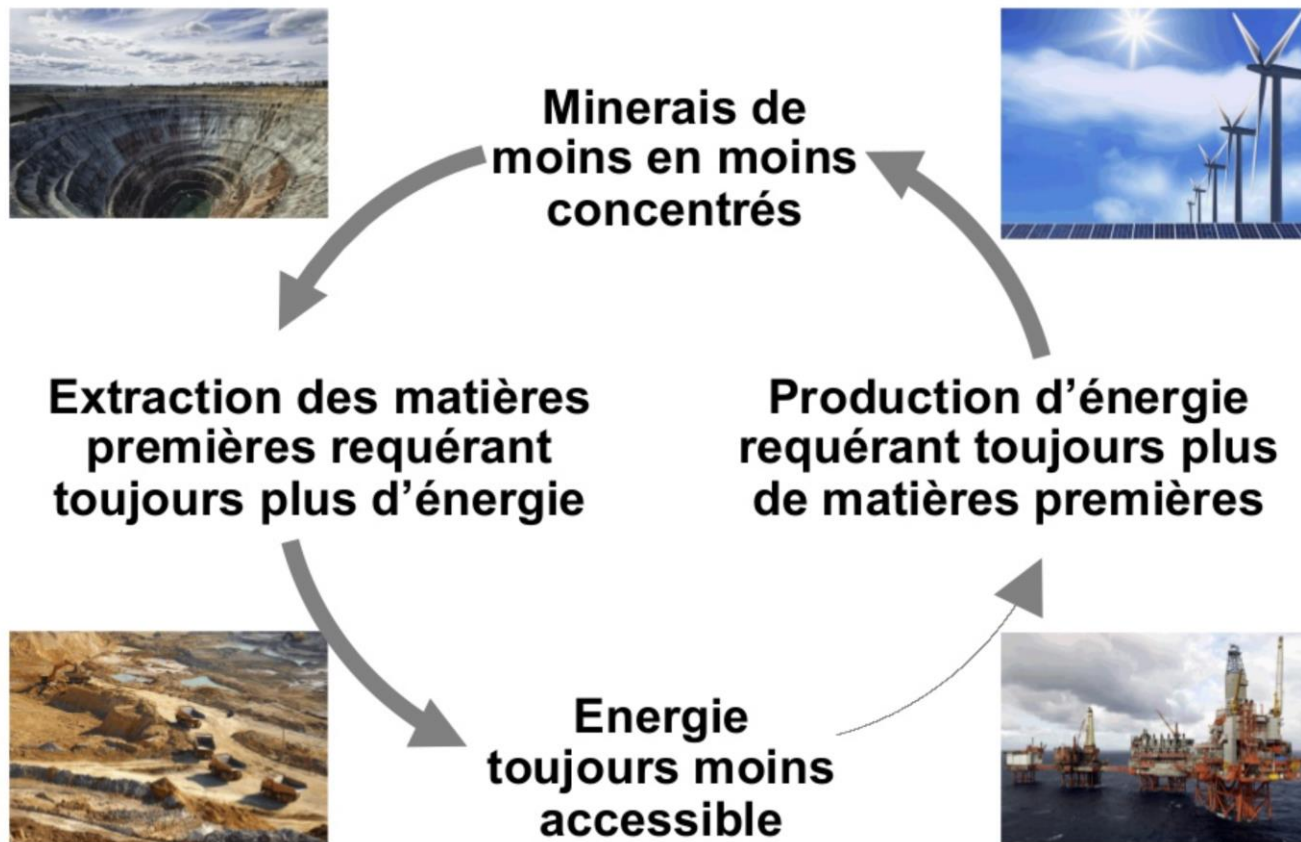 Minerais de
moins en moins
concentrés
Extraction des matières
premières requérant
toujours plus d’énergie
Production d’énergie
requérant toujours plus
de matières premières
Energie
toujours moins
accessible